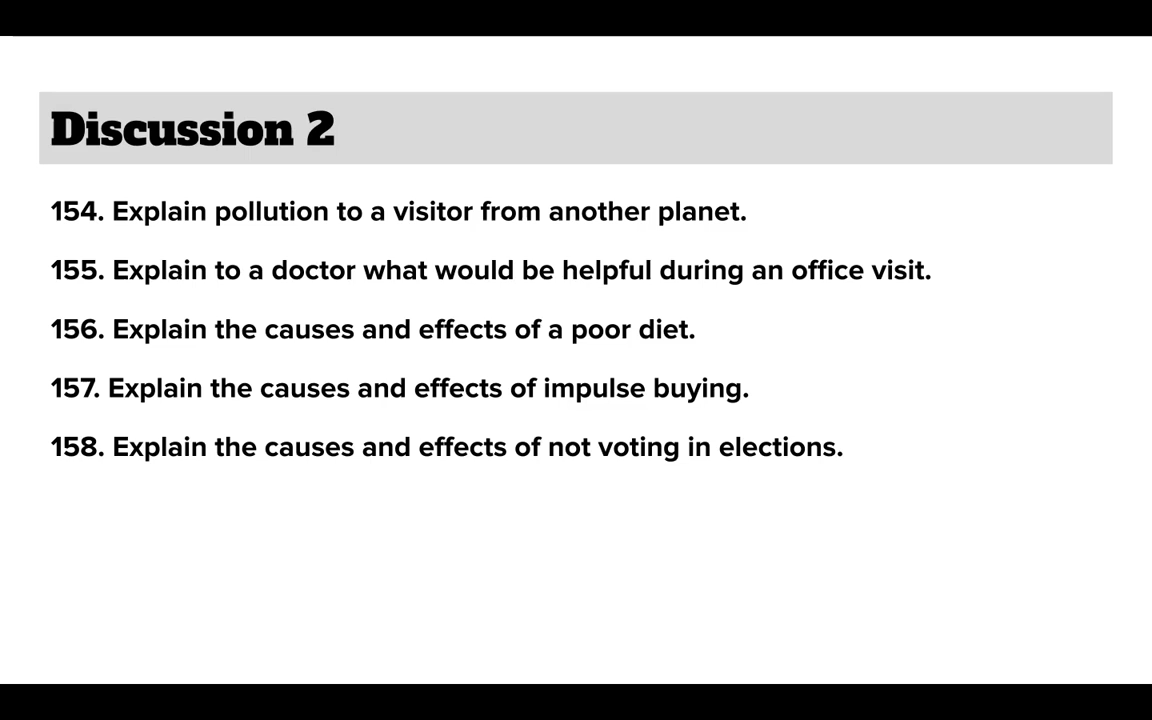 Discussion 2
154. Explain pollution to a visitor from another planet.
155. Explain to a doctor what would be helpful during an office visit.
156. Explain the causes and effects of a poor diet.
157. Explain the causes and effects of impulse buying.
158. Explain the causes and effects of not voting in elections.